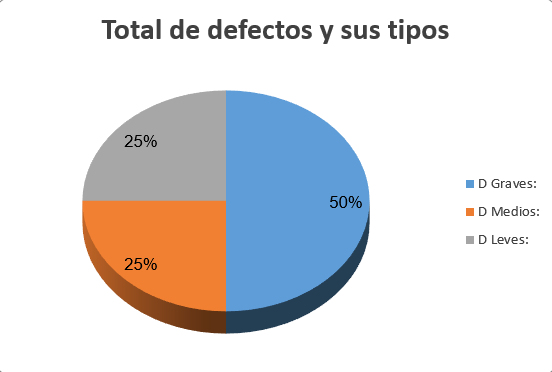 Total de defectos y sus tipos
25%
50%
25%
D Graves:
D Medios:
D Leves: